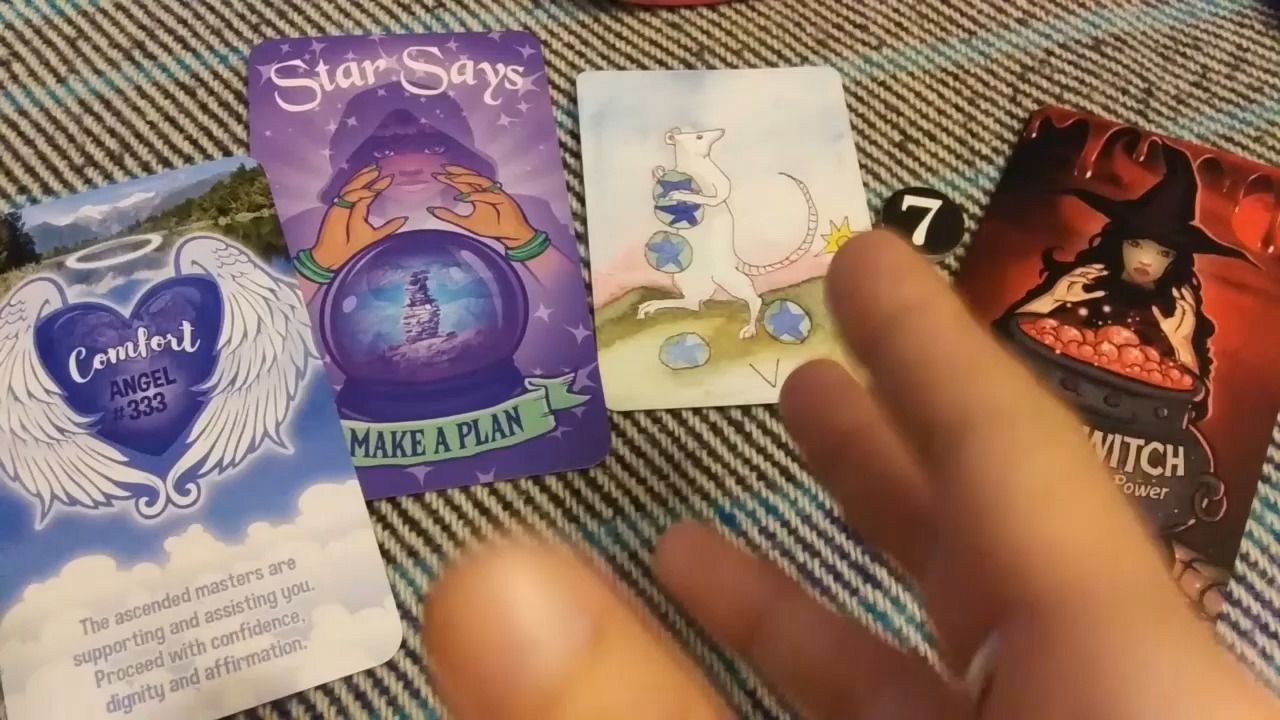 Comfort
ANGEL
#333
The ascended masters are
supporting and assisting you.
Proceed with confidence,
dignity and affirmation.
Star Says
MAKE A PLAN
V
7
WITCH
Power